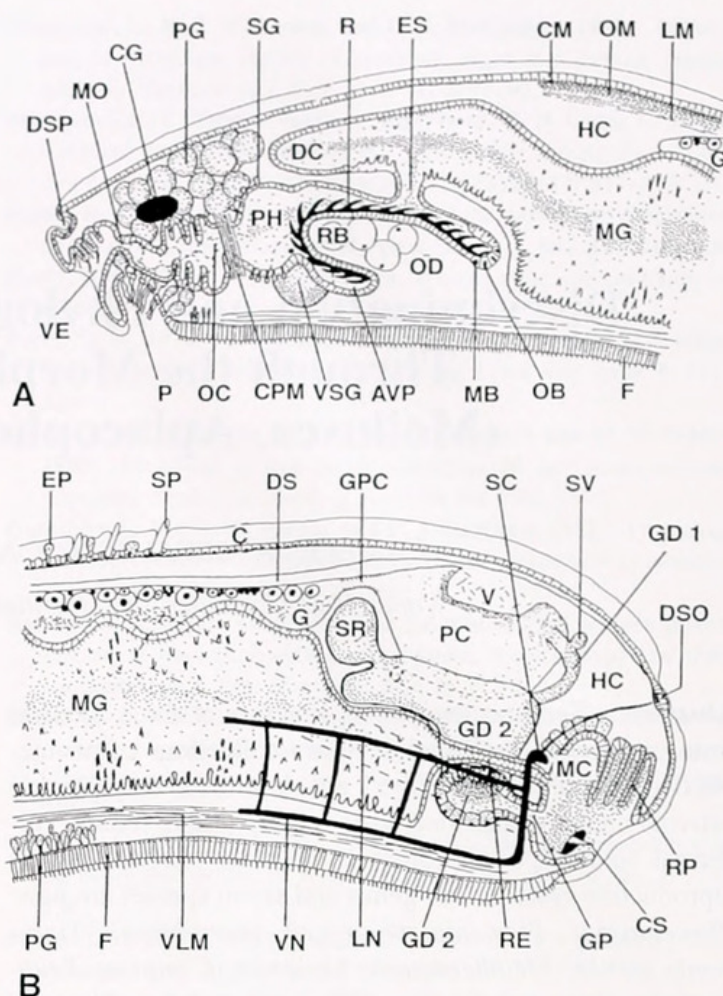 PG SG R ES CM OM LM
CG
MO
DSP
HC
DC
G
PH
RB
OD
MG
VE
A
P OC CPM VSG AVP MB OB F
EP SP DS GPC SC SV
C
GD 1
V
DSO
G
SR
PC
HC
MG
GD 2
MC
RP
CS
PG F VLM VN LN GD 2 RE GP
B